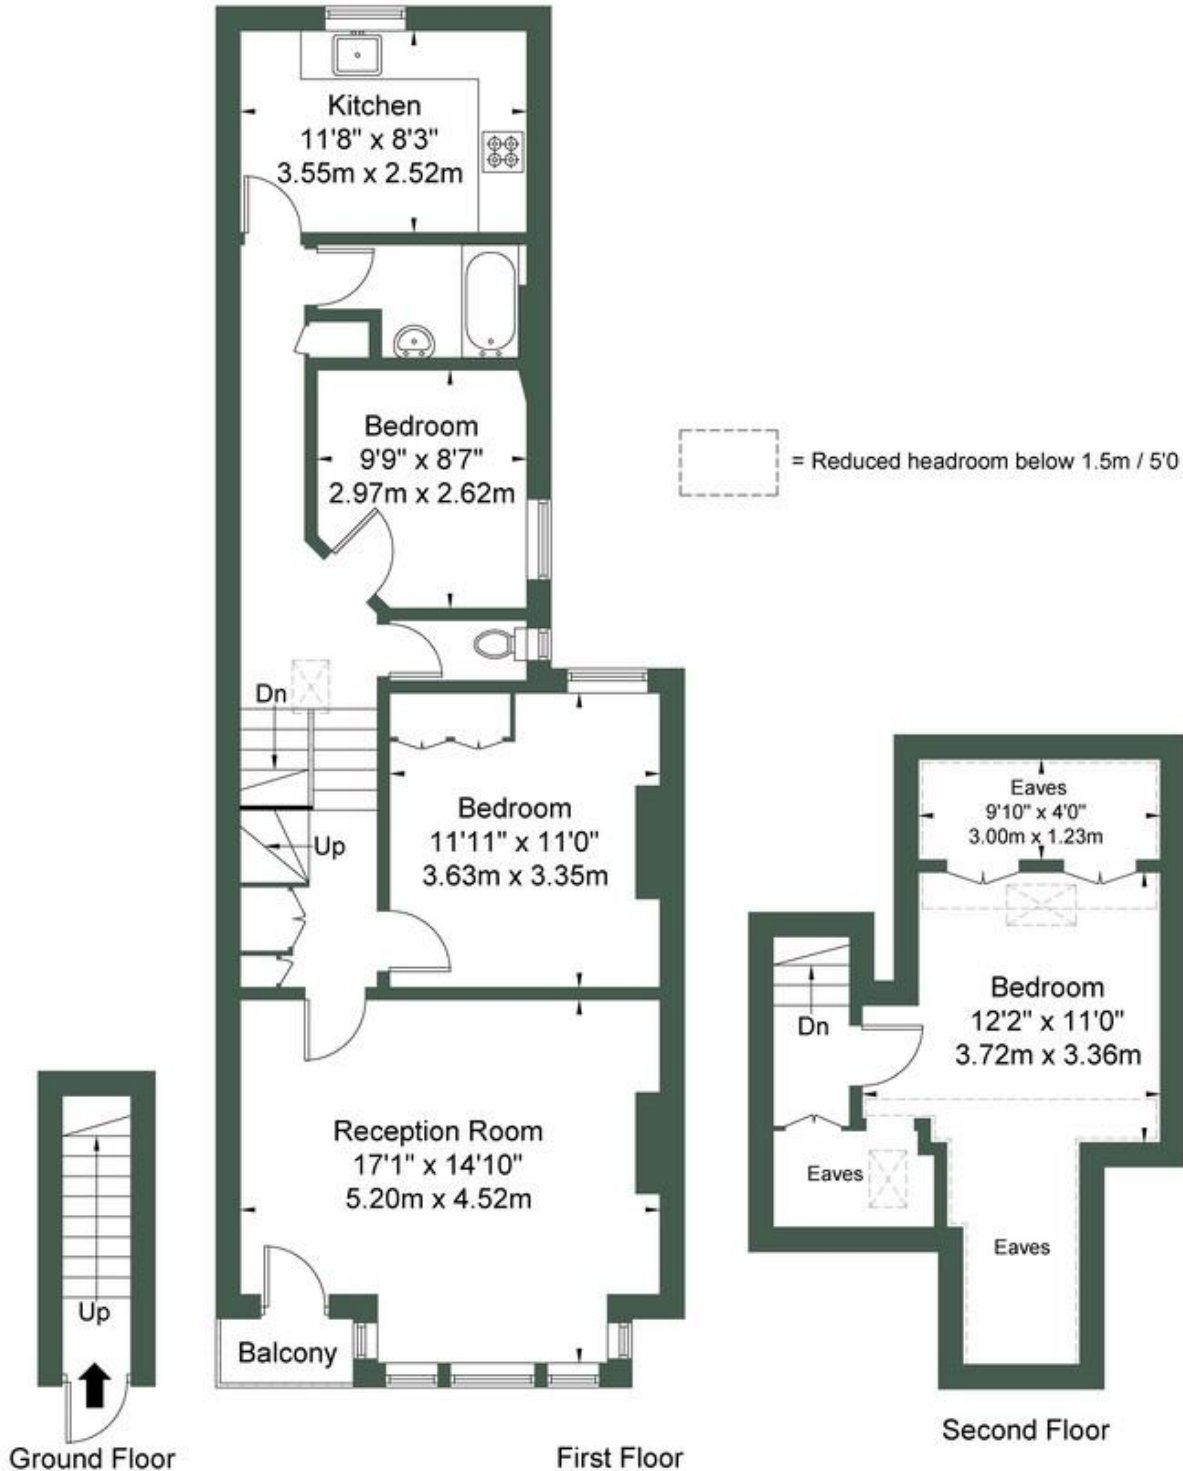 Kitchen
11'8" x 8'3"
3.55m x 2.52m
Bedroom
9'9" x 8'7"
2.97m x 2.62m
= Reduced headroom below 1.5m / 5'0
Dn
Up
Bedroom
11'11" x 11'0"
3.63m x 3.35m
Reception Room
17'1" x 14'10"
5.20m x 4.52m
Balcony
Up
Ground Floor
First Floor
Eaves
9'10" x 4'0"
3.00m x 1.23m
Bedroom
12'2" x 11'0"
3.72m x 3.36m
Dn
Eaves
Eaves
Second Floor